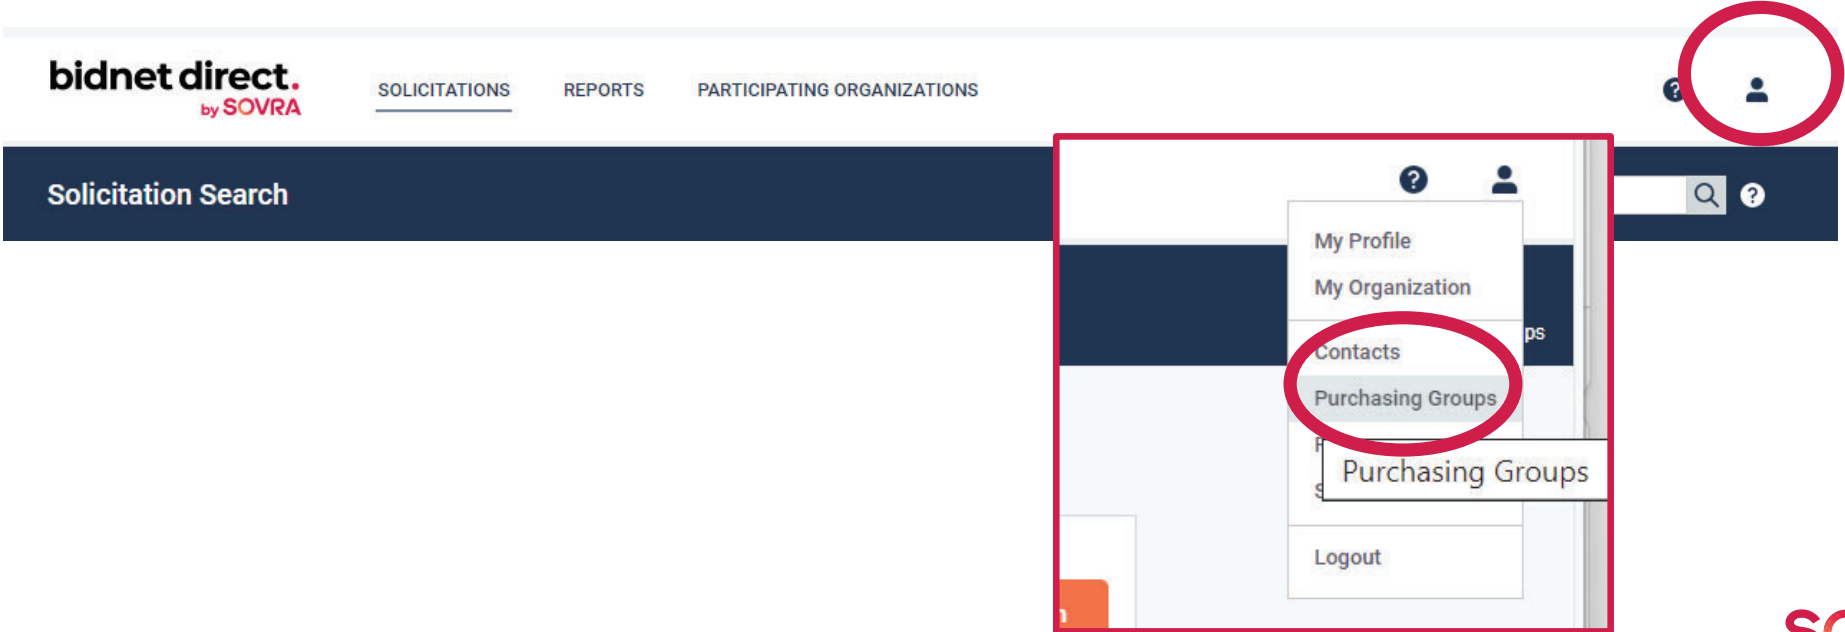 bidnet direct.
by SOVRA
SOLICITATIONS
REPORTS
PARTICIPATING ORGANIZATIONS
?
Solicitation Search
?
?
My Profile
My Organization
ps
Contacts
Purchasing Groups
Purchasing Groups
Logout